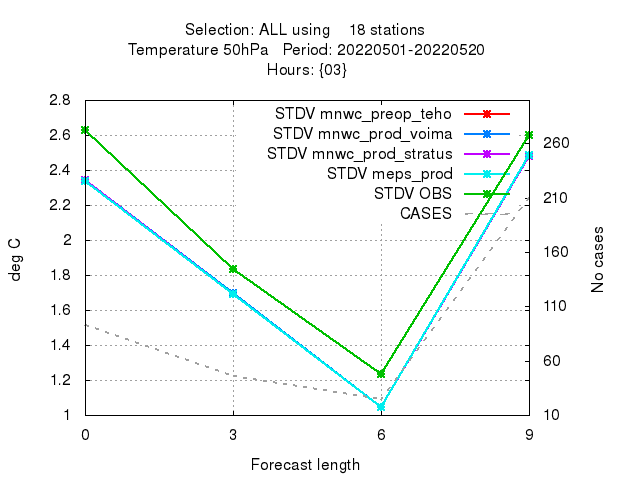 Selection: ALL using 18 stations
Temperature 50hPa Period: 20220501-20220520
Hours: {03}
STDV mnwc_preop_teho
STDV mnwc_prod_voima
STDV mnwc_prod_stratus
STDV meps_prod
STDV OBS
CASES
2.8
2.6
2.4
2.2
2
1.8
1.6
1.4
1.2
1
deg C
260
210
160
110
60
10
No cases
0 3 6 9
Forecast length